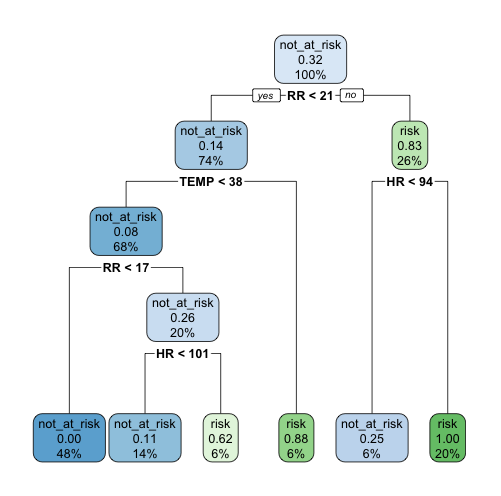 not_at_risk
0.32
100%
yes RR < 21 no
not_at_risk
0.14
74%
risk
0.83
26%
TEMP < 38
HR < 94
not_at_risk
0.08
68%
RR < 17
not_at_risk
0.26
20%
HR < 101
not_at_risk
0.00
48%
not_at_risk
0.11
14%
risk
0.62
6%
risk
0.88
6%
not_at_risk
0.25
6%
risk
1.00
20%